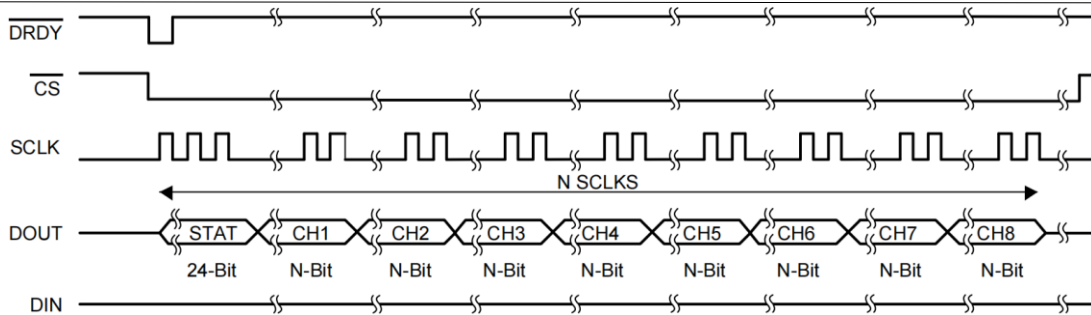 DRDY
CS
SCLK
N SCLKS
DOUT STAT CH1 CH2 CH3 CH4 CH5 CH6 CH7 CH8
24-Bit N-Bit N-Bit N-Bit N-Bit N-Bit N-Bit N-Bit N-Bit
DIN